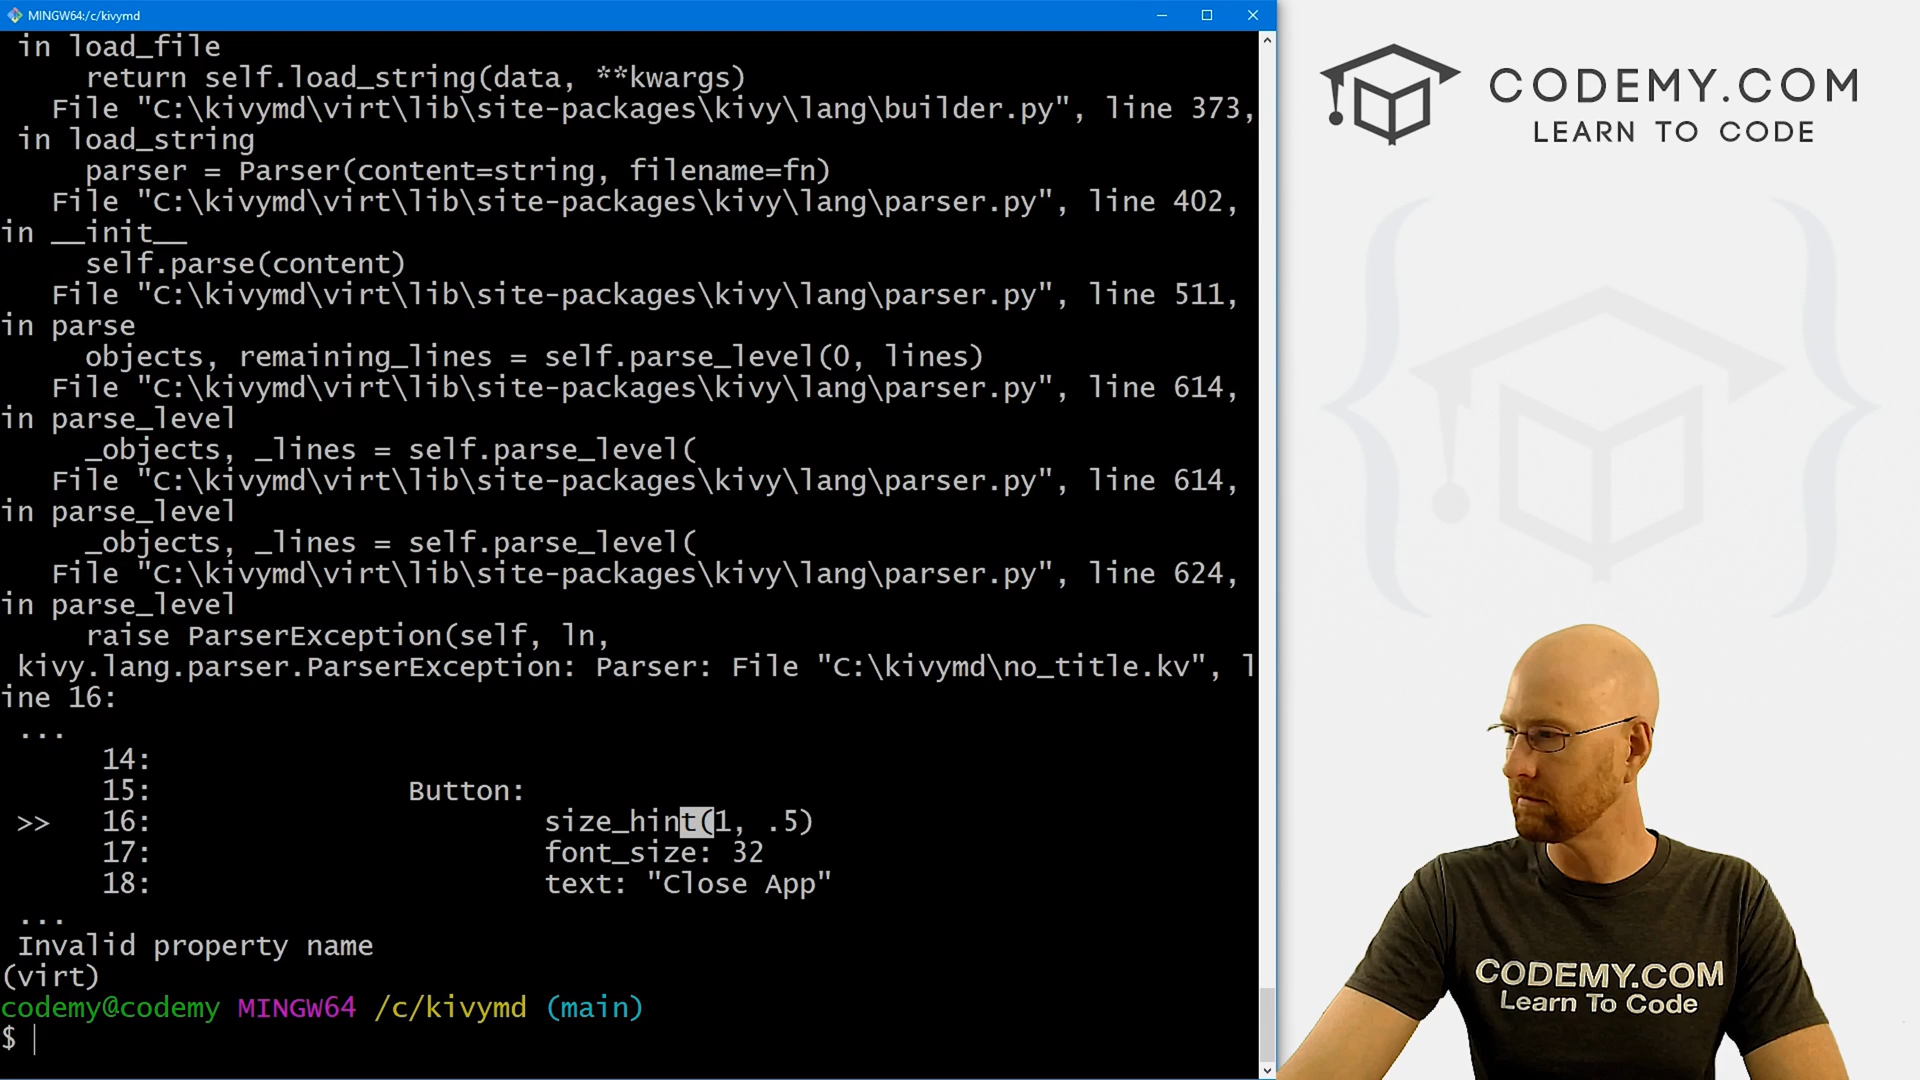 MINGW64:/c/kivymd
in load_file
return self.load_string(data, **kwargs)
File "C:\kivymd\virt\lib\site-packages\kivy\lang\builder.py", line 373,
in load_string
parser = Parser(content=string, filename=fn)
File "C:\kivymd\virt\lib\site-packages\kivy\lang\parser.py", line 402,
in __init__
self.parse(content)
File "C:\kivymd\virt\lib\site-packages\kivy\lang\parser.py", line 511,
in parse
objects, remaining_lines = self.parse_level(0, lines)
File "C:\kivymd\virt\lib\site-packages\kivy\lang\parser.py", line 614,
in parse_level
_objects, _lines = self.parse_level(
File "C:\kivymd\virt\lib\site-packages\kivy\lang\parser.py", line 614,
in parse_level
_objects, _lines = self.parse_level(
File "C:\kivymd\virt\lib\site-packages\kivy\lang\parser.py", line 624,
in parse_level
raise ParserException(self, ln,
kivy.lang.parser.ParserException: Parser: File "C:\kivymd\no_title.kv", l
ine 16:
...
14:
15: Button:
>> 16: size_hint(1, .5)
17: font_size: 32
18: text: "Close App"
...
Invalid property name
(virt)
codemy@codemy MINGW64 /c/kivymd (main)
$
CODEMY.COM
LEARN TO CODE
CODEMY.COM
Learn To Code